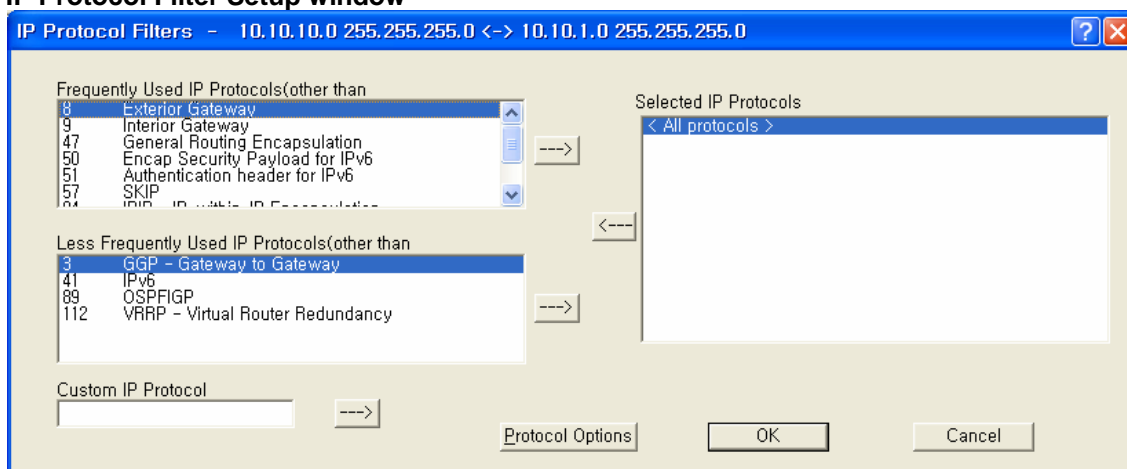 IP Protocol Filter Setup window
IP Protocol Filters - 10.10.10.0 255.255.255.0 <-> 10.10.1.0 255.255.255.0
Frequently Used IP Protocols(other than
8 Exterior Gateway
9 Interior Gateway
47 General Routing Encapsulation
50 Encap Security Payload for IPv6
51 Authentication header for IPv6
57 SKIP
--->
Selected IP Protocols
< All protocols >
<---
Less Frequently Used IP Protocols(other than
3 GGP - Gateway to Gateway
41 IPv6
89 OSPFIGP
112 VRRP - Virtual Router Redundancy
--->
Custom IP Protocol
--->
Protocol Options
OK
Cancel